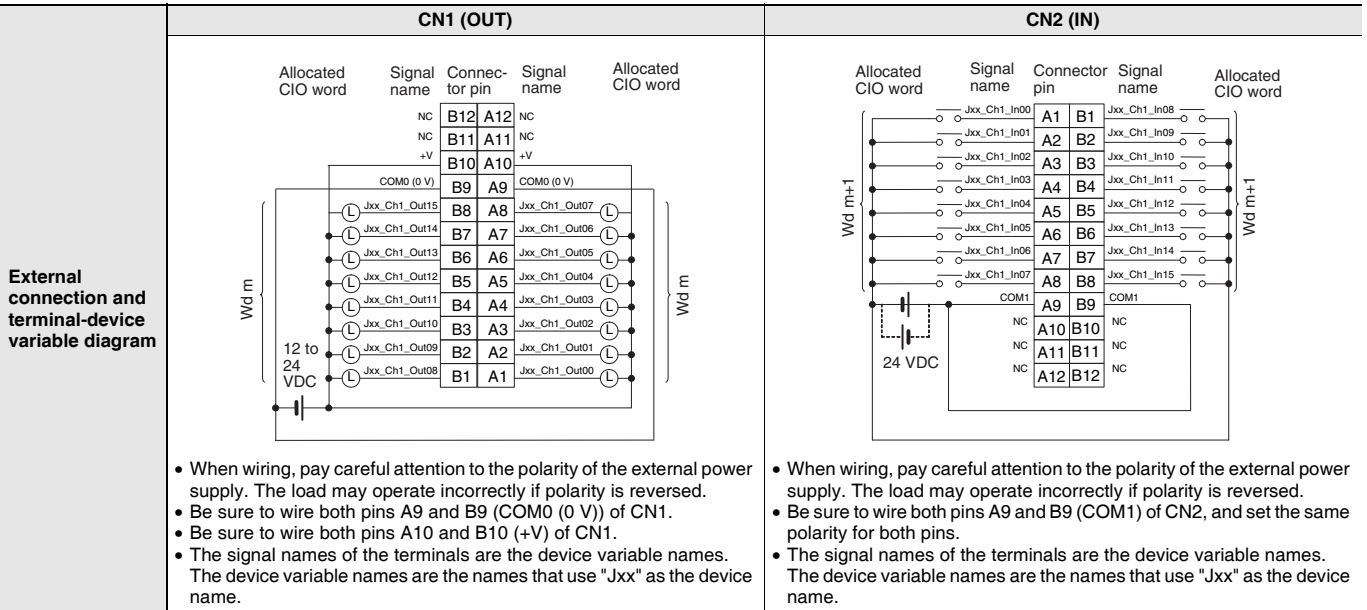 CN1 (OUT)
CN2 (IN)
External
connection and
terminal-device
variable diagram
Allocated
CIO word
Signal
name
Connec-
tor pin
Signal
name
Allocated
CIO word
NC B12 A12 NC
NC B11 A11 NC
+V B10 A10 +V
COM0 (0 V) B9 A9 COM0 (0 V)
Jxx_Ch1_Out15 B8 A8 Jxx_Ch1_Out07
L L
Jxx_Ch1_Out14 B7 A7 Jxx_Ch1_Out06
L L
Jxx_Ch1_Out13 B6 A6 Jxx_Ch1_Out05
L L
Jxx_Ch1_Out12 B5 A5 Jxx_Ch1_Out04
L L
Jxx_Ch1_Out11 B4 A4 Jxx_Ch1_Out03
L L
Jxx_Ch1_Out10 B3 A3 Jxx_Ch1_Out02
L L
Jxx_Ch1_Out09 B2 A2 Jxx_Ch1_Out01
L L
Jxx_Ch1_Out08 B1 A1 Jxx_Ch1_Out00
L L
Wd m
Wd m
12 to
24
VDC
• When wiring, pay careful attention to the polarity of the external power
supply. The load may operate incorrectly if polarity is reversed.
• Be sure to wire both pins A9 and B9 (COM0 (0 V)) of CN1.
• Be sure to wire both pins A10 and B10 (+V) of CN1.
• The signal names of the terminals are the device variable names.
The device variable names are the names that use "Jxx" as the device
name.
Allocated
CIO word
Signal
name
Connector
pin
Signal
name
Allocated
CIO word
Jxx_Ch1_In00 A1 B1 Jxx_Ch1_In08
Jxx_Ch1_In01 A2 B2 Jxx_Ch1_In09
Jxx_Ch1_In02 A3 B3 Jxx_Ch1_In10
Jxx_Ch1_In03 A4 B4 Jxx_Ch1_In11
Jxx_Ch1_In04 A5 B5 Jxx_Ch1_In12
Jxx_Ch1_In05 A6 B6 Jxx_Ch1_In13
Jxx_Ch1_In06 A7 B7 Jxx_Ch1_In14
Jxx_Ch1_In07 A8 B8 Jxx_Ch1_In15
COM1 A9 B9 COM1
NC A10 B10 NC
NC A11 B11 NC
NC A12 B12 NC
Wd m+1
Wd m+1
24 VDC
• When wiring, pay careful attention to the polarity of the external power
supply. The load may operate incorrectly if polarity is reversed.
• Be sure to wire both pins A9 and B9 (COM1) of CN2, and set the same
polarity for both pins.
• The signal names of the terminals are the device variable names.
The device variable names are the names that use "Jxx" as the device
name.